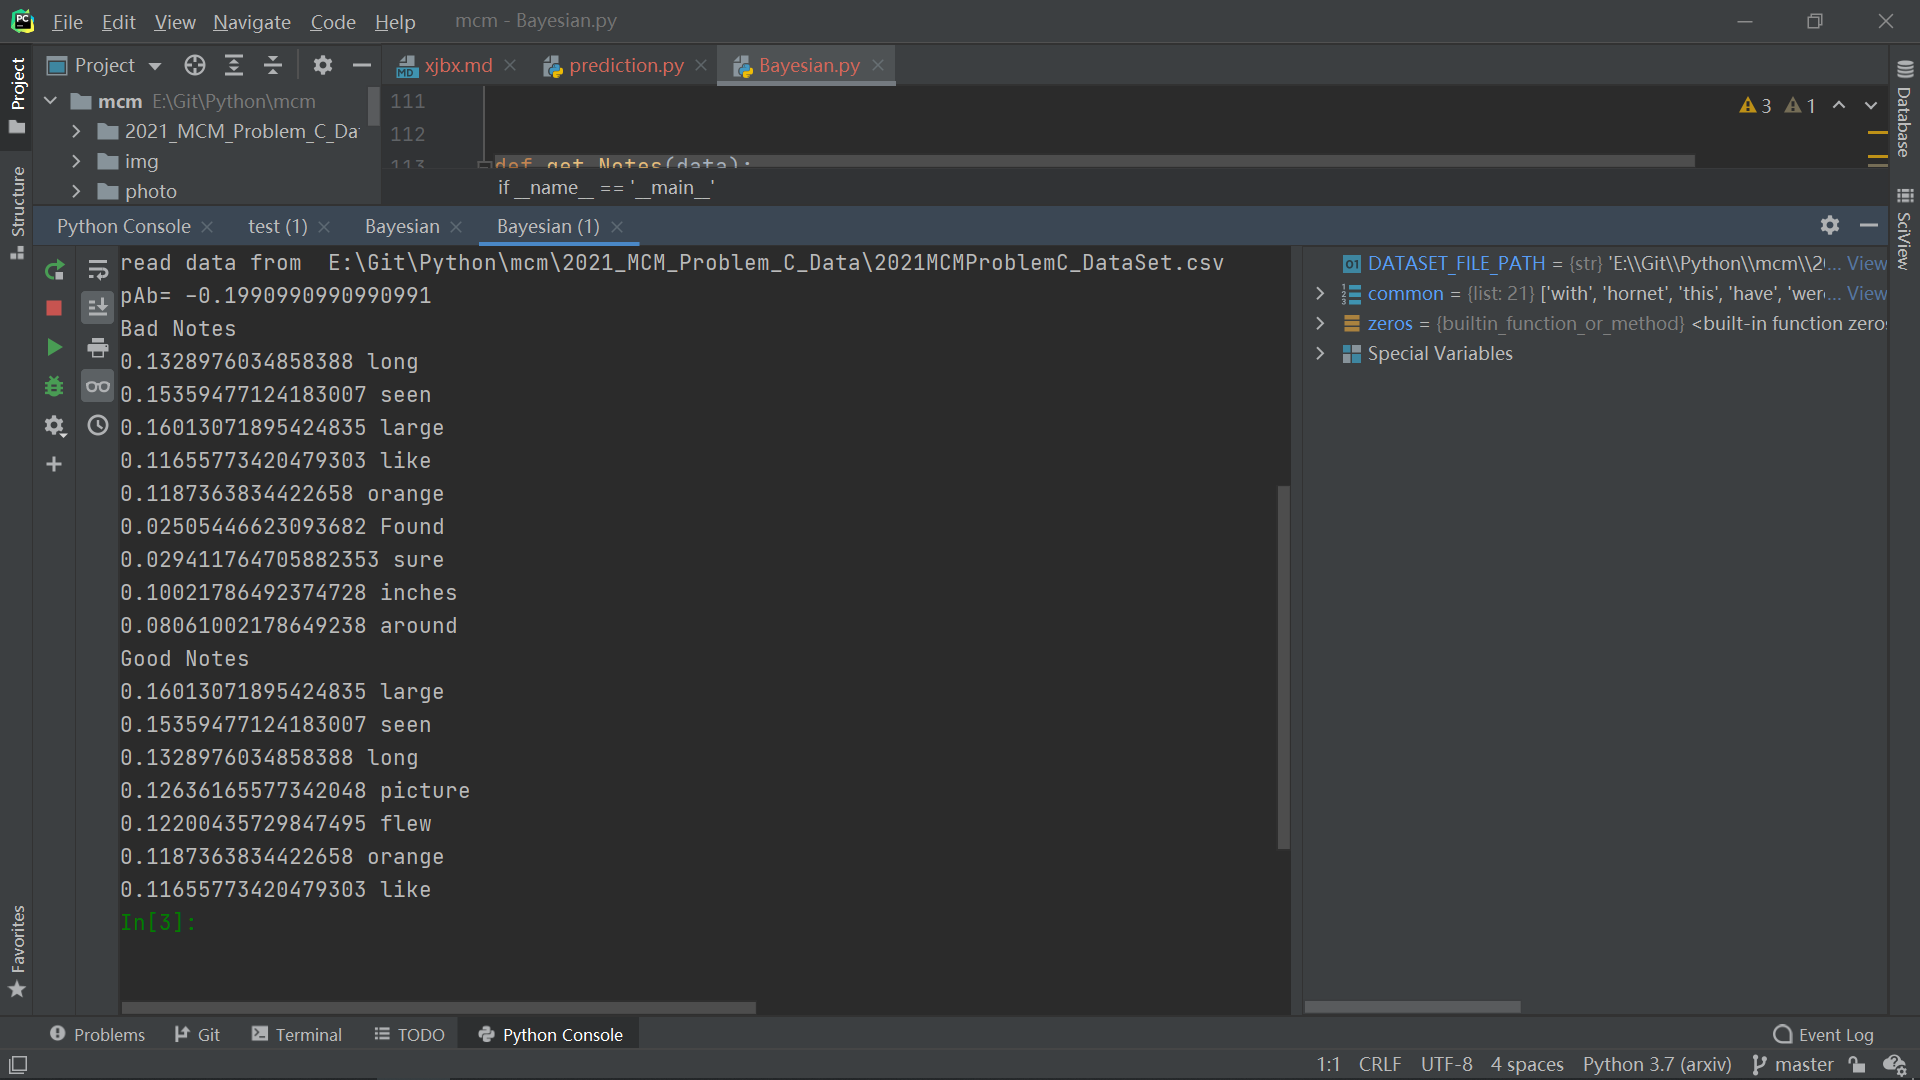 File Edit View Navigate Code Help mcm - Bayesian.py
Project xjbx.md prediction.py Bayesian.py
mcm E:\Git\Python\mcm
2021_MCM_Problem_C_Da
img
photo
111
112
113 def get_Notes(data):
if __name__ == '__main__'
3 1
Project
Structure
Favorites
Database
SciView
Python Console test (1) Bayesian Bayesian (1)
read data from  E:\Git\Python\mcm\2021_MCM_Problem_C_Data\2021MCMProblemC_DataSet.csv
pAb= -0.1990990990990991
Bad Notes
0.1328976034858388 long
0.15359477124183007 seen
0.16013071895424835 large
0.11655773420479303 like
0.1187363834422658 orange
0.02505446623093682 Found
0.029411764705882353 sure
0.10021786492374728 inches
0.08061002178649238 around
Good Notes
0.16013071895424835 large
0.15359477124183007 seen
0.1328976034858388 long
0.12636165577342048 picture
0.122004357298474​95 flew
0.1187363834422658 orange
0.11655773420479303 like
In[3]:
DATASET_FILE_PATH = {str} 'E:\\Git\\Python\\mcm\\20... View
common = {list: 21} ['with', 'hornet', 'this', 'have', 'wer... View
zeros = {builtin_function_or_method} <built-in function zeros
Special Variables
Problems Git Terminal TODO Python Console Event Log
1:1 CRLF UTF-8 4 spaces Python 3.7 (arxiv) master